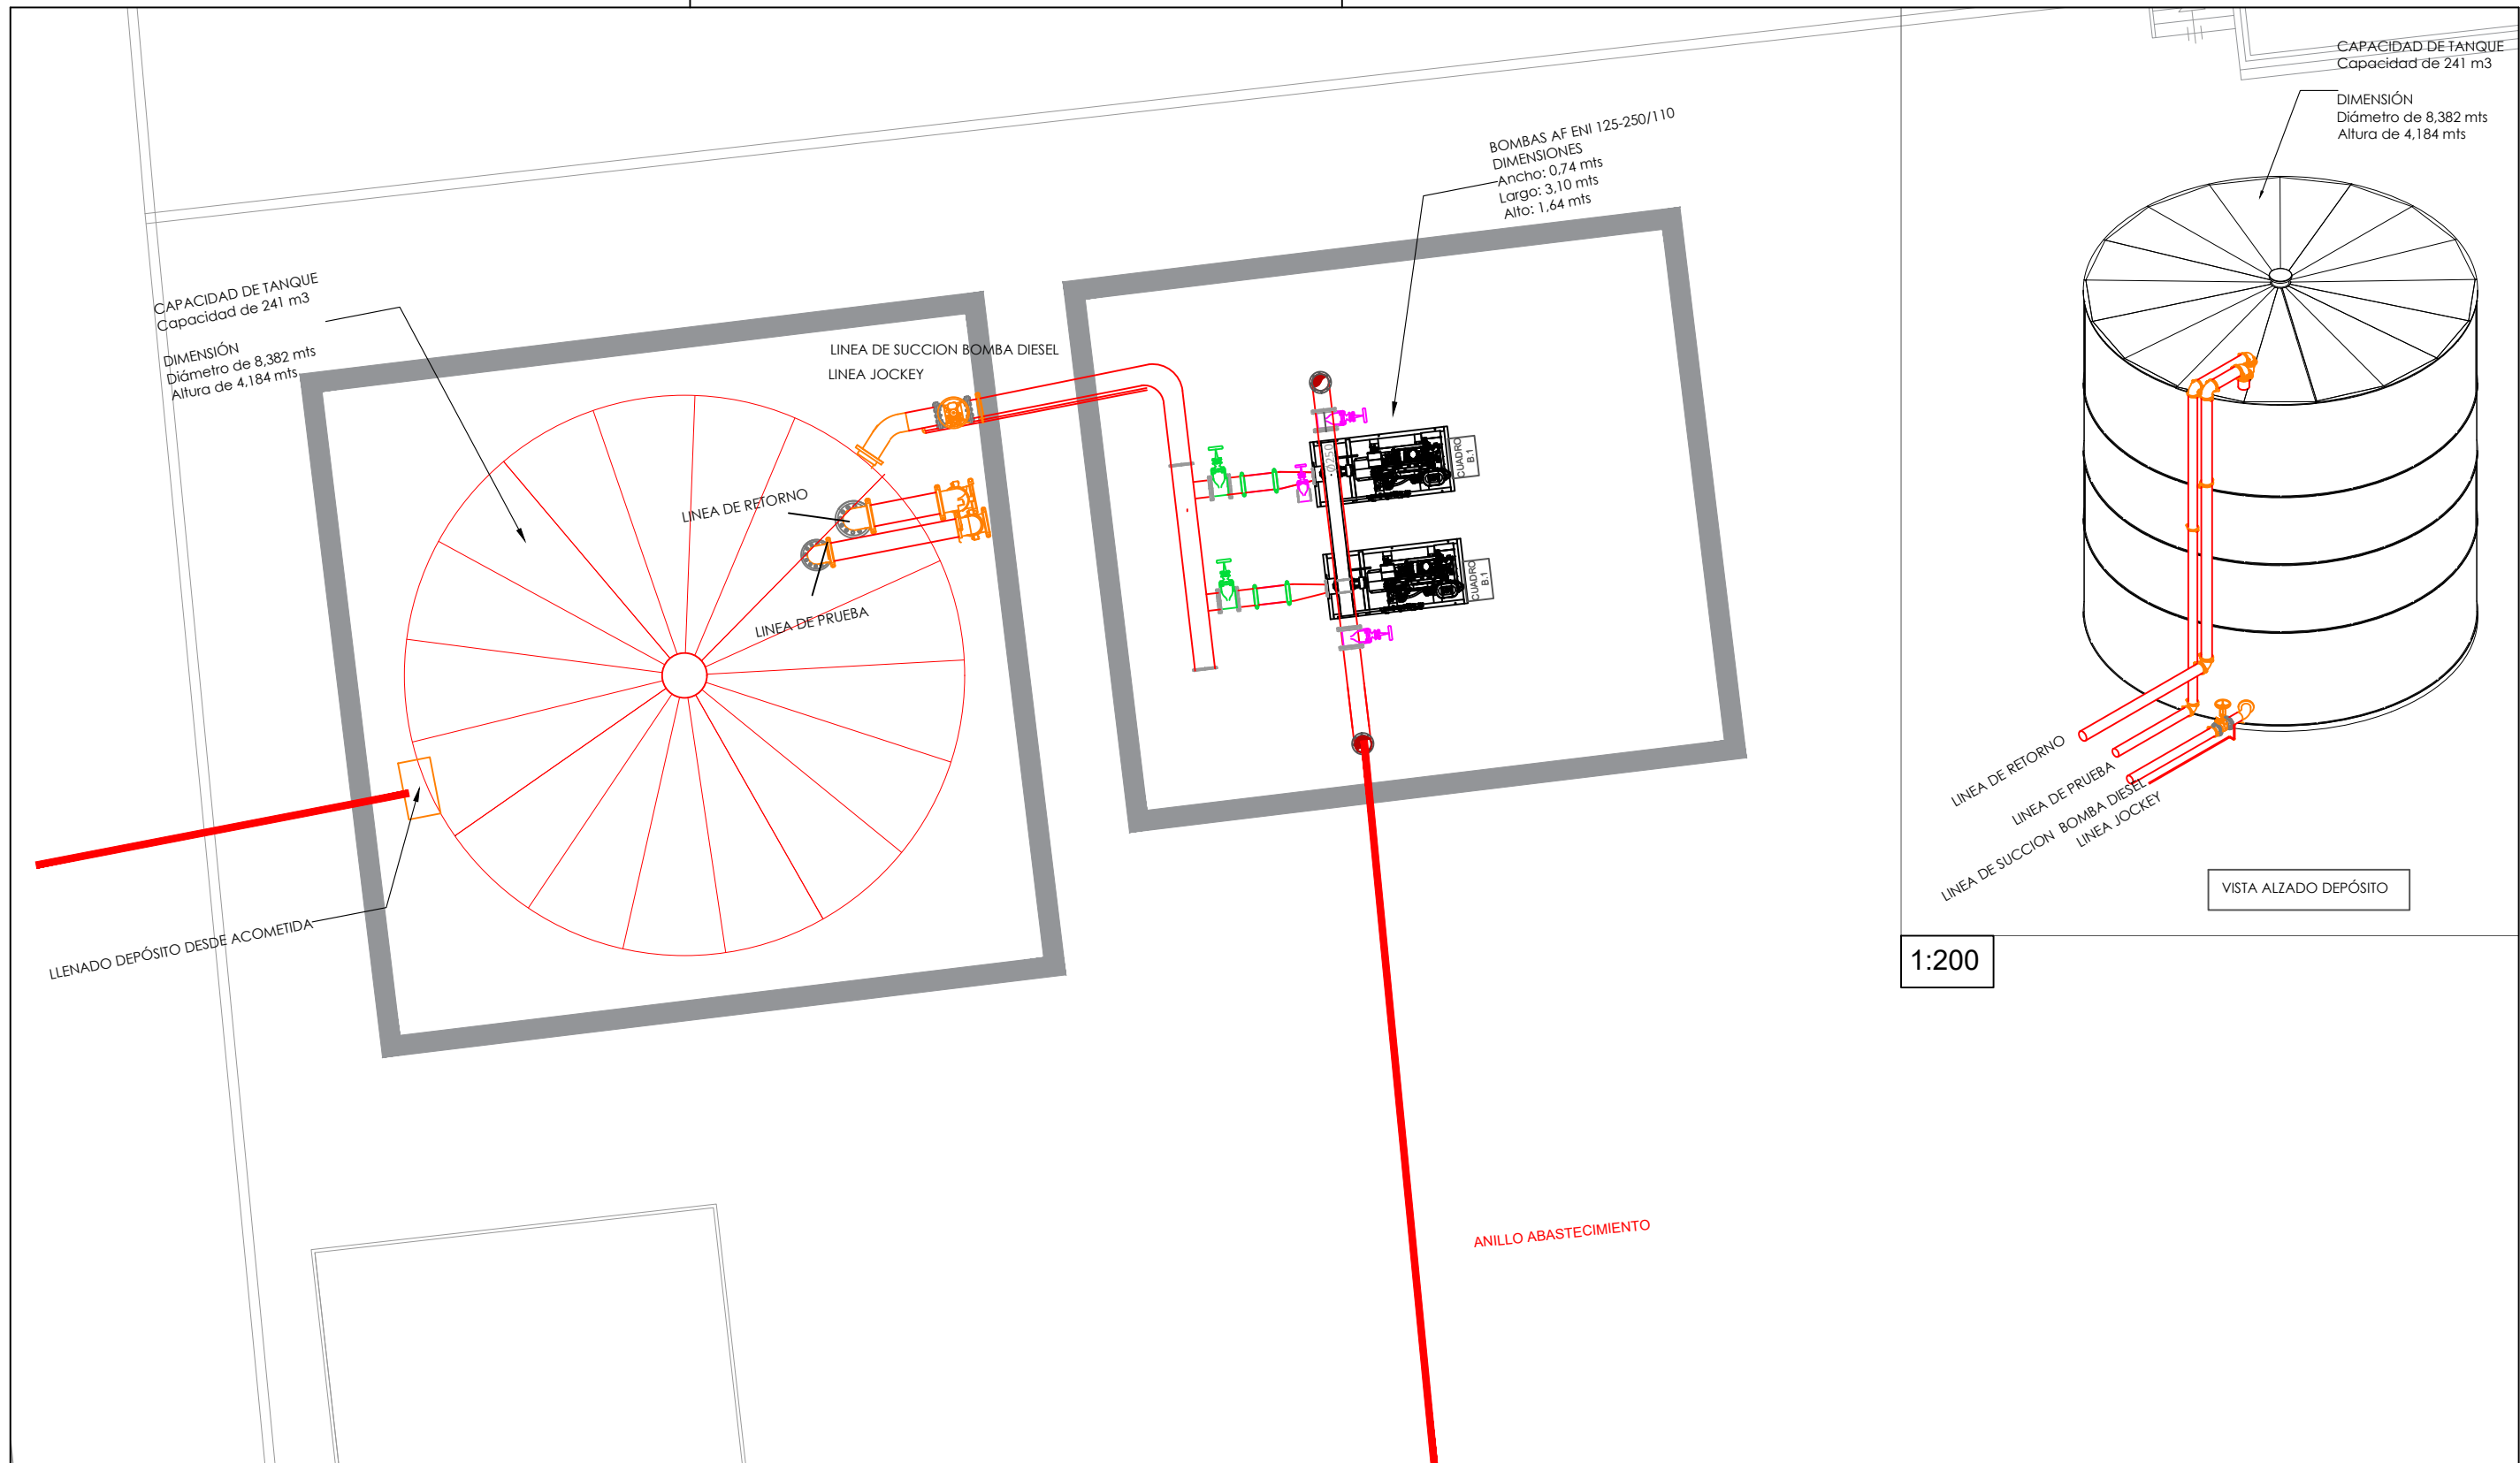 CAPACIDAD DE TANQUE
Capacidad de 241 m3
DIMENSIÓN
Diámetro de 8,382 mts
Altura de 4,184 mts
LINEA DE SUCCION BOMBA DIESEL
LINEA JOCKEY
LINEA DE RETORNO
LINEA DE PRUEBA
LLENADO DEPÓSITO DESDE ACOMETIDA
BOMBAS AF ENI 125-250/110
DIMENSIONES
Ancho: 0,74 mts
Largo: 3,10 mts
Alto: 1,64 mts
Ø250
CUADRO
B.1
CUADRO
B.1
ANILLO ABASTECIMIENTO
CAPACIDAD DE TANQUE
Capacidad de 241 m3
DIMENSIÓN
Diámetro de 8,382 mts
Altura de 4,184 mts
LINEA DE RETORNO
LINEA DE PRUEBA
LINEA DE SUCCION BOMBA DIESEL
LINEA JOCKEY
VISTA ALZADO DEPÓSITO
1:200